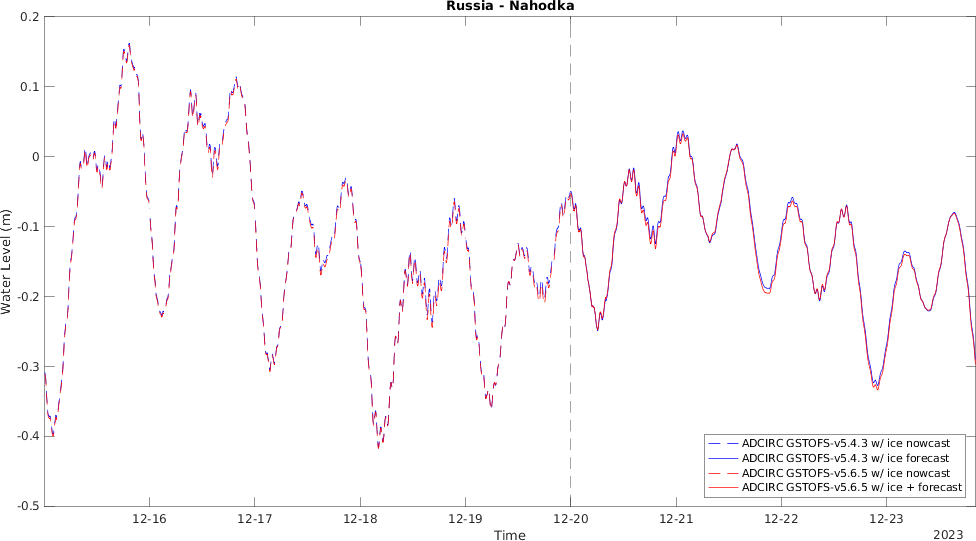 Russia - Nahodka
0.2
0.1
0
-0.1
-0.2
-0.3
-0.4
-0.5
Water Level (m)
12-16
12-17
12-18
12-19
12-20
12-21
12-22
12-23
Time
2023
ADCIRC GSTOFS-v5.4.3 w/ ice nowcast
ADCIRC GSTOFS-v5.4.3 w/ ice forecast
ADCIRC GSTOFS-v5.6.5 w/ ice nowcast
ADCIRC GSTOFS-v5.6.5 w/ ice + forecast